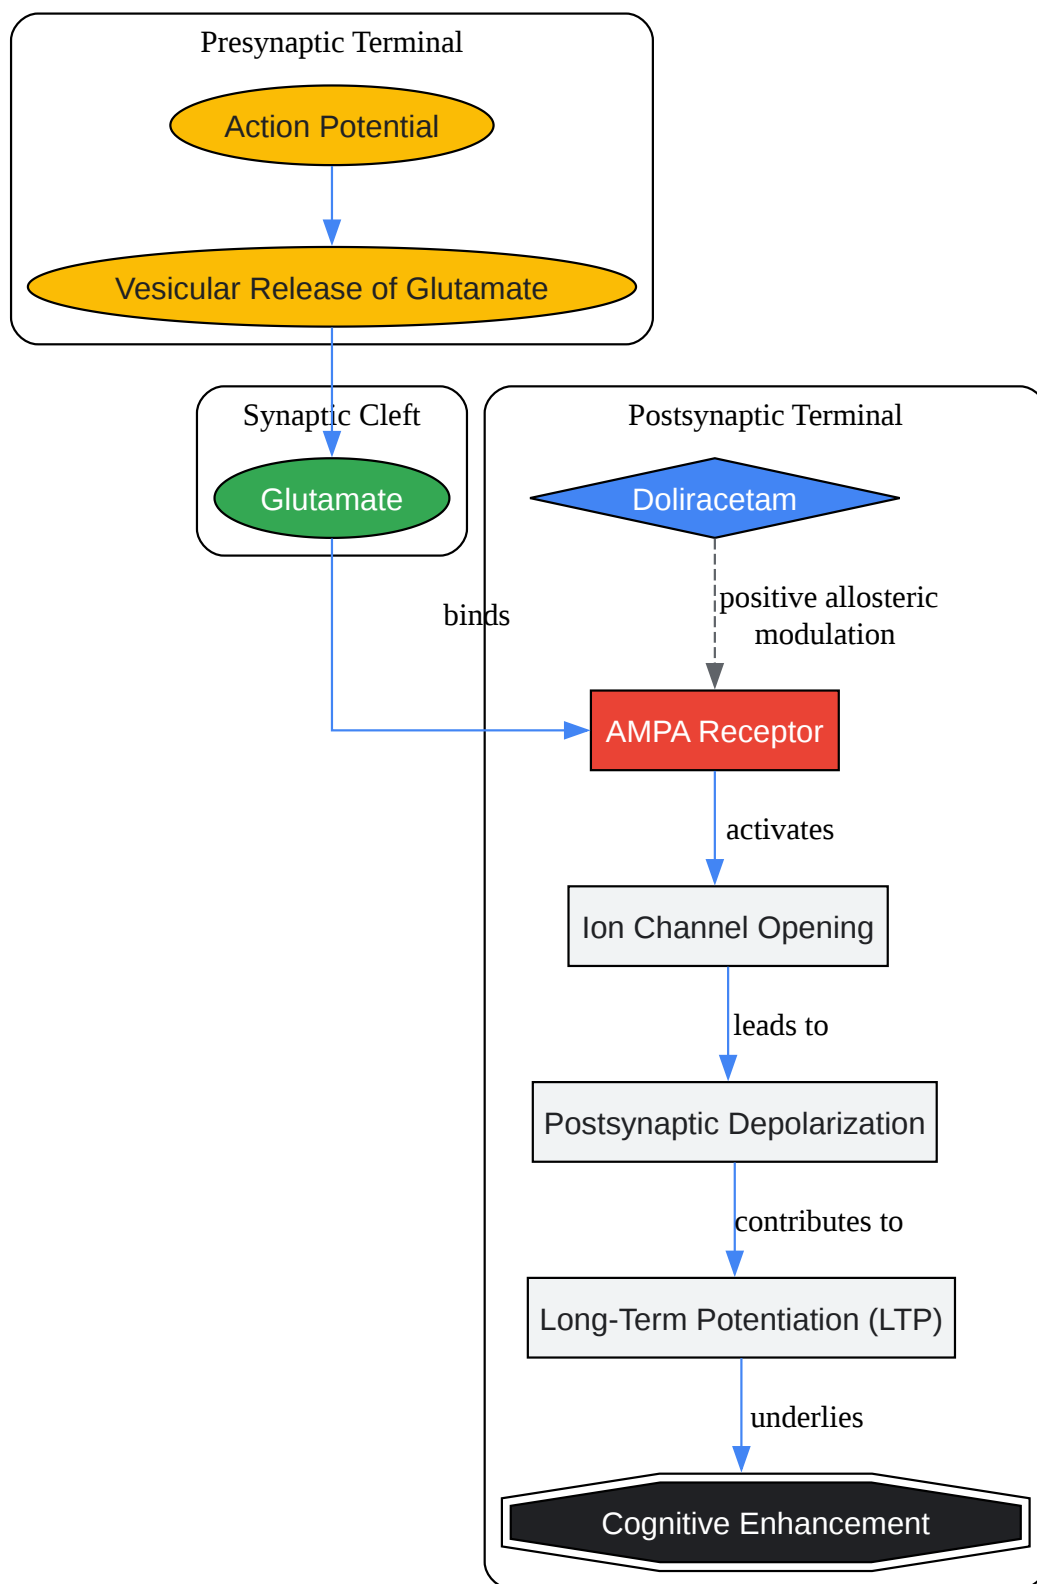 Presynaptic Terminal
Action Potential
Vesicular Release of Glutamate
Synaptic Cleft
Glutamate
binds
Postsynaptic Terminal
Doliracetam
positive allosteric
modulation
AMPA Receptor
activates
Ion Channel Opening
leads to
Postsynaptic Depolarization
contributes to
Long-Term Potentiation (LTP)
underlies
Cognitive Enhancement